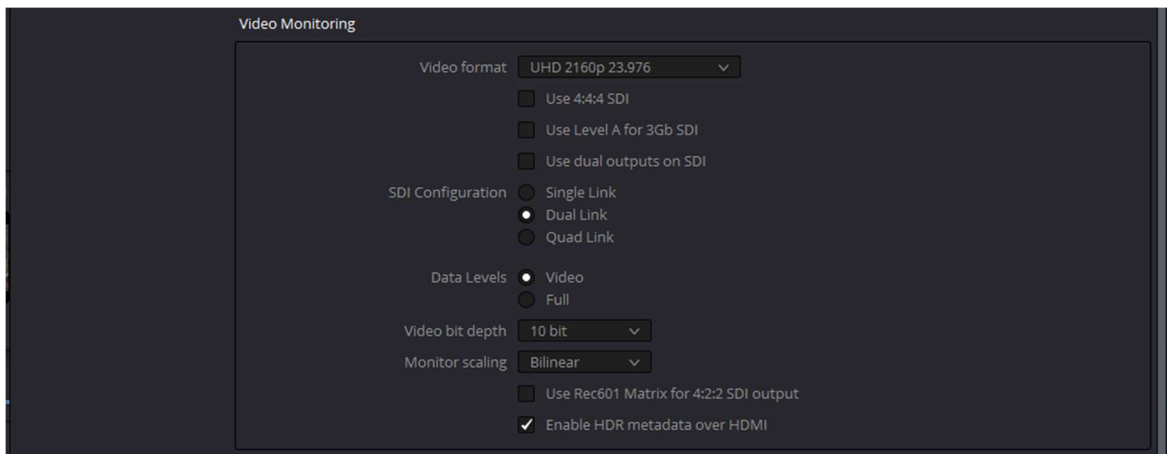 Video Monitoring
Video format UHD 2160p 23.976
Use 4:4:4 SDI
Use Level A for 3Gb SDI
Use dual outputs on SDI
SDI Configuration Single Link
Dual Link
Quad Link
Data Levels Video
Full
Video bit depth 10 bit
Monitor scaling Bilinear
Use Rec601 Matrix for 4:2:2 SDI output
Enable HDR metadata over HDMI